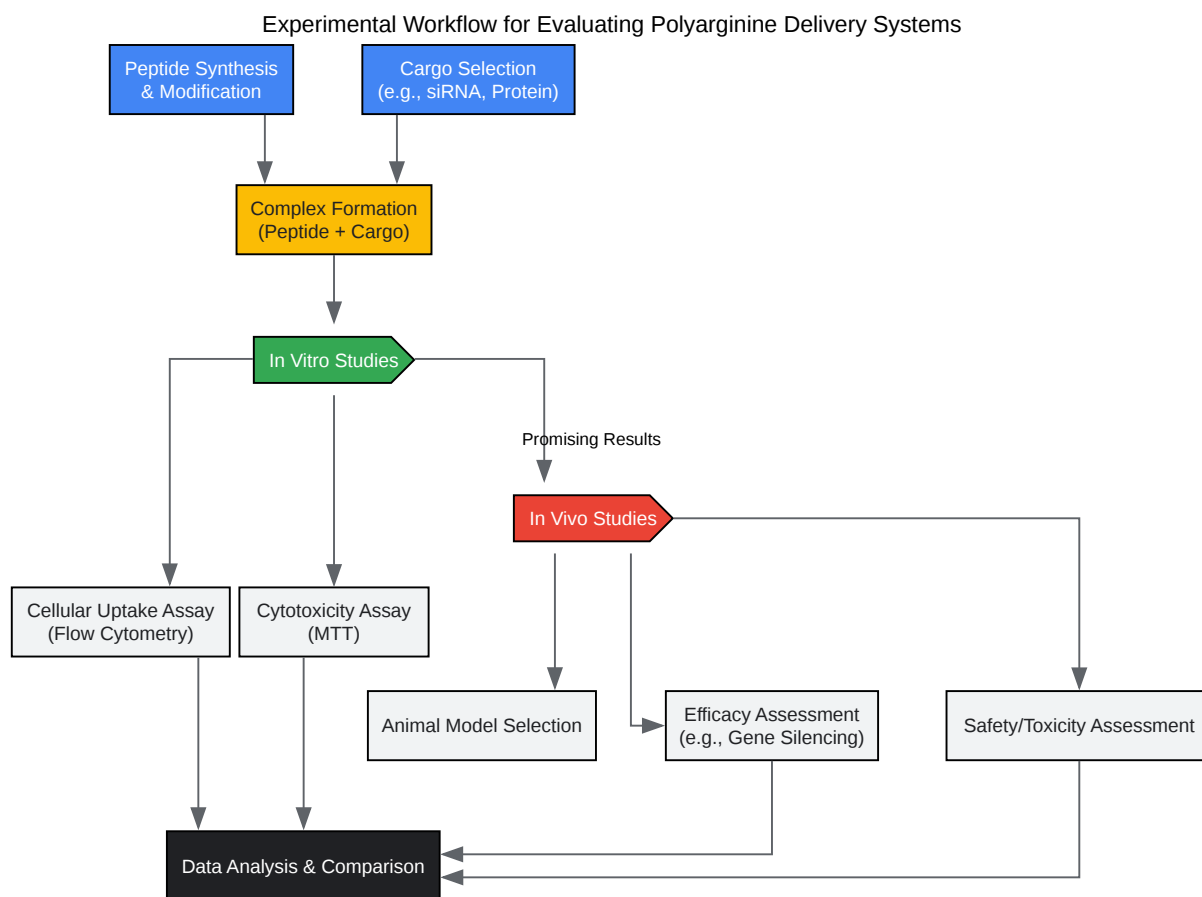 Experimental Workflow for Evaluating Polyarginine Delivery Systems
Peptide Synthesis
& Modification
Cargo Selection
(e.g., siRNA, Protein)
Complex Formation
(Peptide + Cargo)
In Vitro Studies
Promising Results
In Vivo Studies
Cellular Uptake Assay
(Flow Cytometry)
Cytotoxicity Assay
(MTT)
Animal Model Selection
Efficacy Assessment
(e.g., Gene Silencing)
Safety/Toxicity Assessment
Data Analysis & Comparison